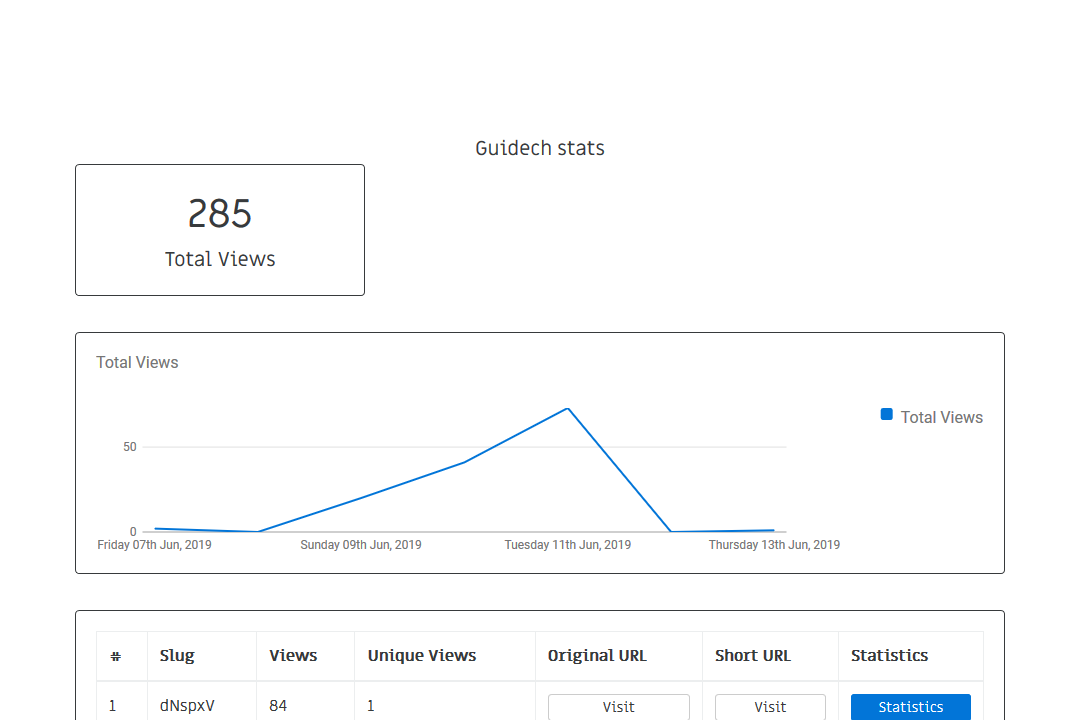 Guidech stats
285
Total Views
Total Views
Total Views
50
0
Friday 07th Jun, 2019 Sunday 09th Jun, 2019 Tuesday 11th Jun, 2019 Thursday 13th Jun, 2019
# Slug Views Unique Views Original URL Short URL Statistics
1 dNspxV 84 1 Visit Visit Statistics